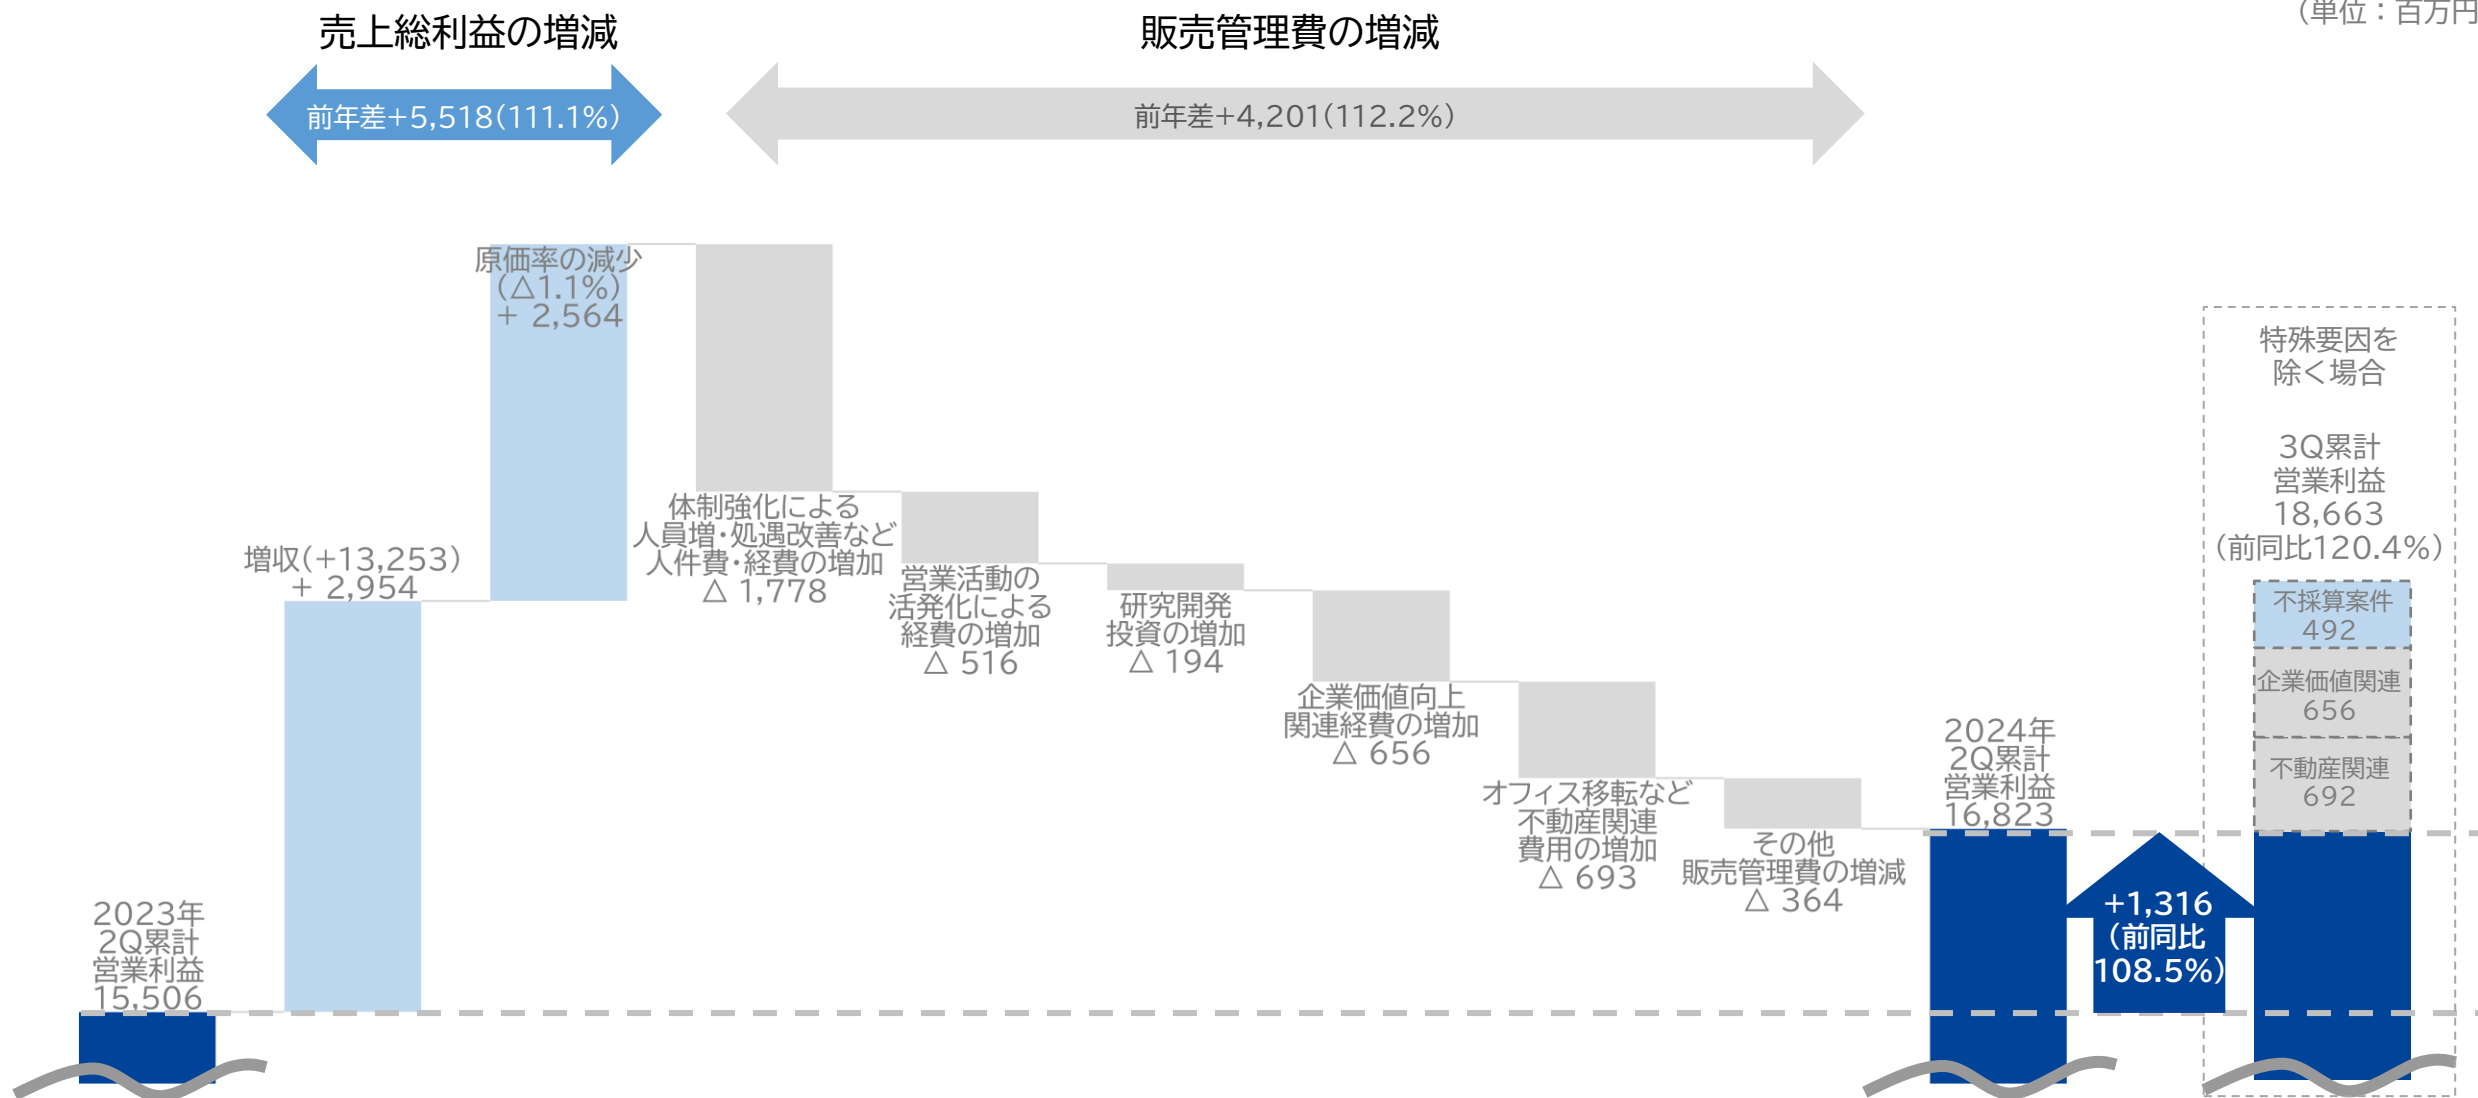 売上総利益の増減
販売管理費の増減
（単位：百万円
前年差+5,518(111.1%)
前年差+4,201(112.2%)
2023年
2Q累計
営業利益
15,506
増収(+13,253)
+ 2,954
原価率の減少
(△1.1%)
+ 2,564
体制強化による
人員増・処遇改善など
人件費・経費の増加
△ 1,778
営業活動の
活発化による
経費の増加
△ 516
研究開発
投資の増加
△ 194
企業価値向上
関連経費の増加
△ 656
オフィス移転など
不動産関連
費用の増加
△ 693
その他
販売管理費の増減
△ 364
2024年
2Q累計
営業利益
16,823
+1,316
(前同比
108.5%)
特殊要因を
除く場合
3Q累計
営業利益
18,663
(前同比120.4%)
不採算案件
492
企業価値関連
656
不動産関連
692